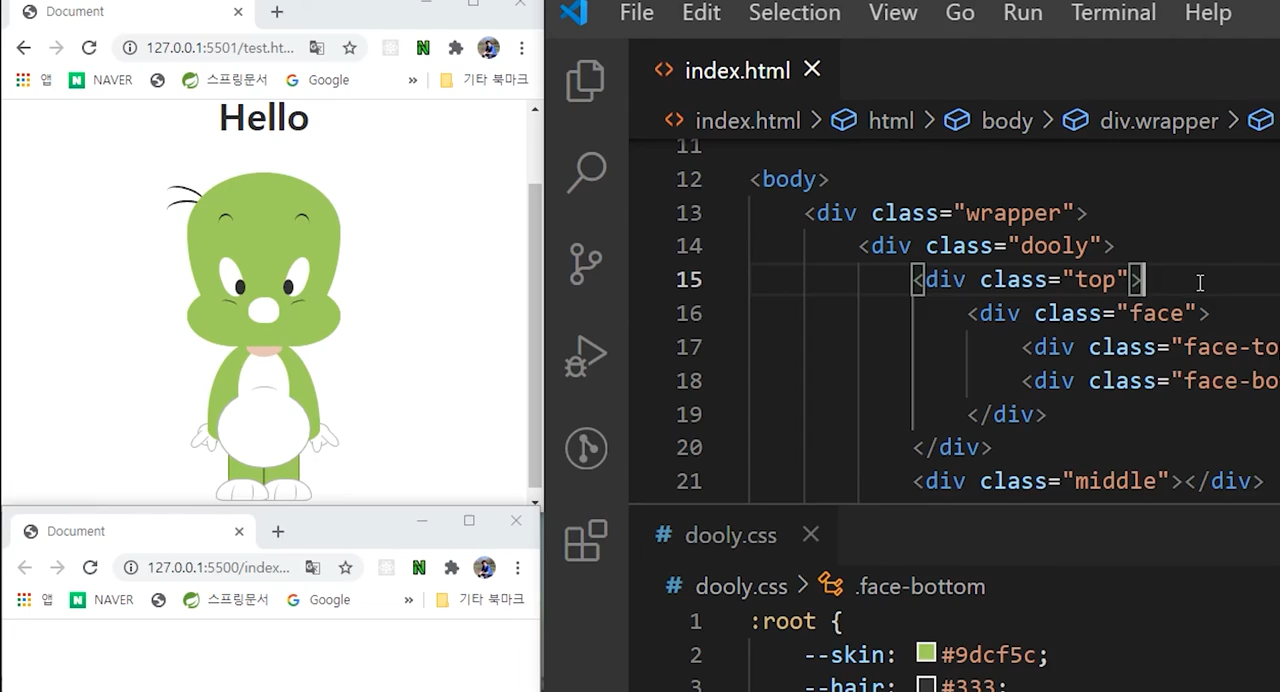 Document
127.0.0.1:5501/test.ht...
앱 NAVER 스프링문서 Google » 기타 북마크
Hello
Document
127.0.0.1:5500/index...
앱 NAVER 스프링문서 Google » 기타 북마크
File Edit Selection View Go Run Terminal Help
<> index.html
<> index.html > html > body > div.wrapper >
11
12 <body>
13 <div class="wrapper">
14 <div class="dooly">
15 <div class="top">
16 <div class="face">
17 <div class="face-to
18 <div class="face-bo
19 </div>
20 </div>
21 <div class="middle"></div>
# dooly.css
# dooly.css > .face-bottom
1 :root {
2 --skin: #9dcf5c;
3 --hair: #333;